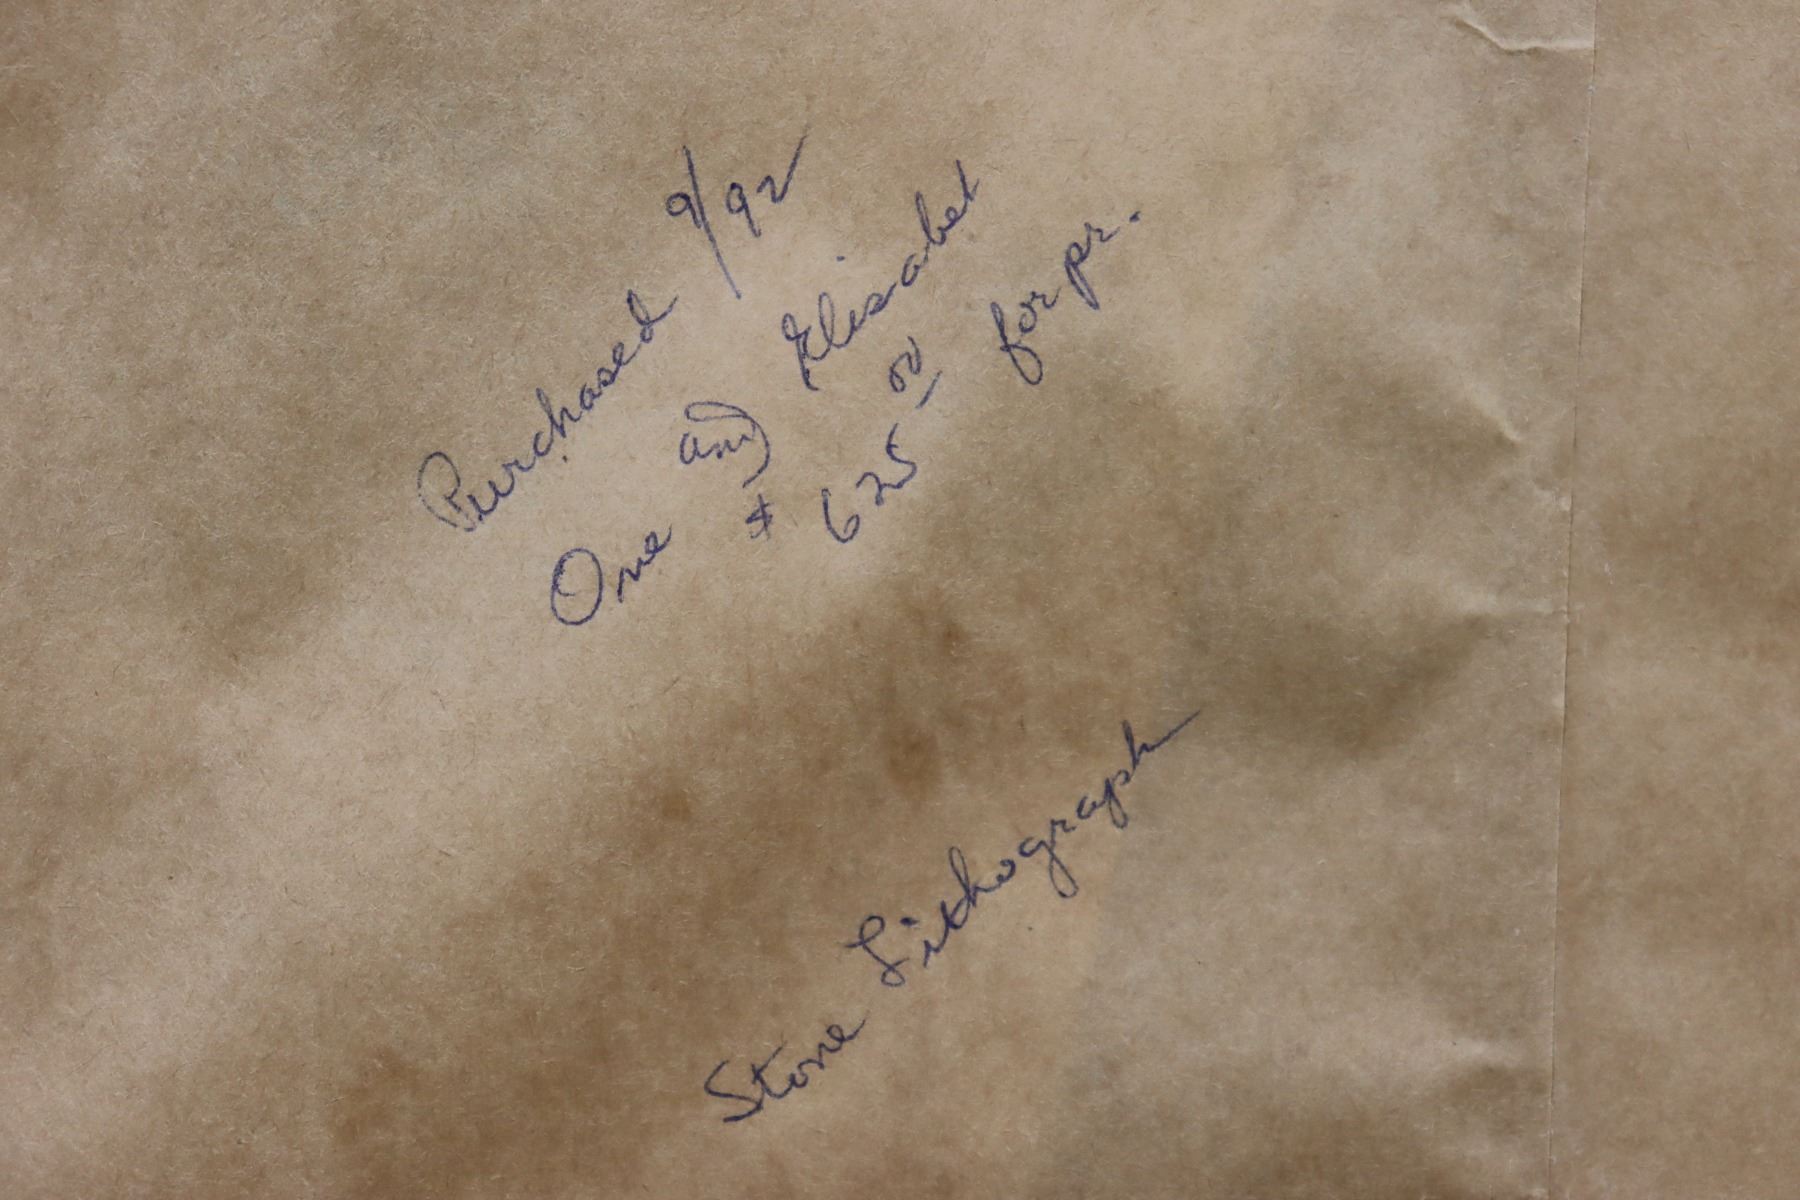 Purchased 9/92
One and Elisabet
$625 00 for pr.
Stone Lithograph